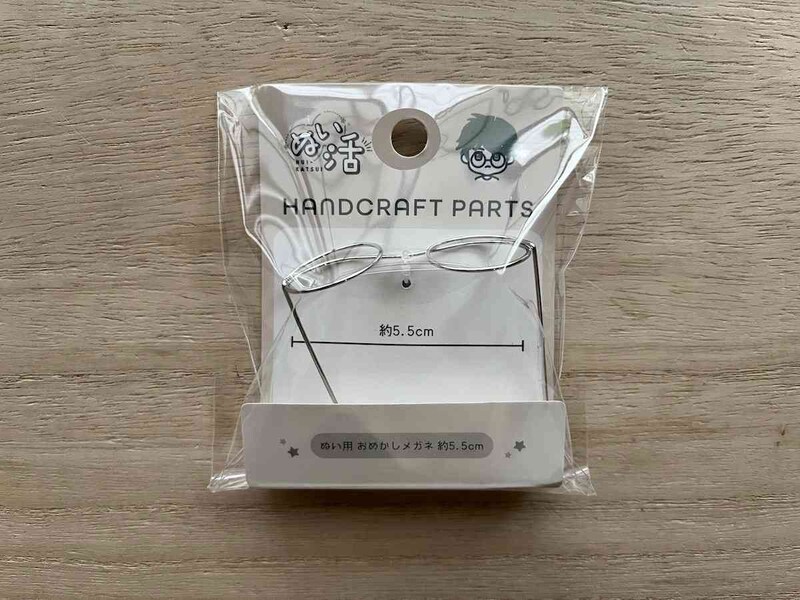 ぬい活
NUI-
KATSUI
HANDCRAFT PARTS
約5.5cm
ぬい用 おめかしメガネ 約5.5cm